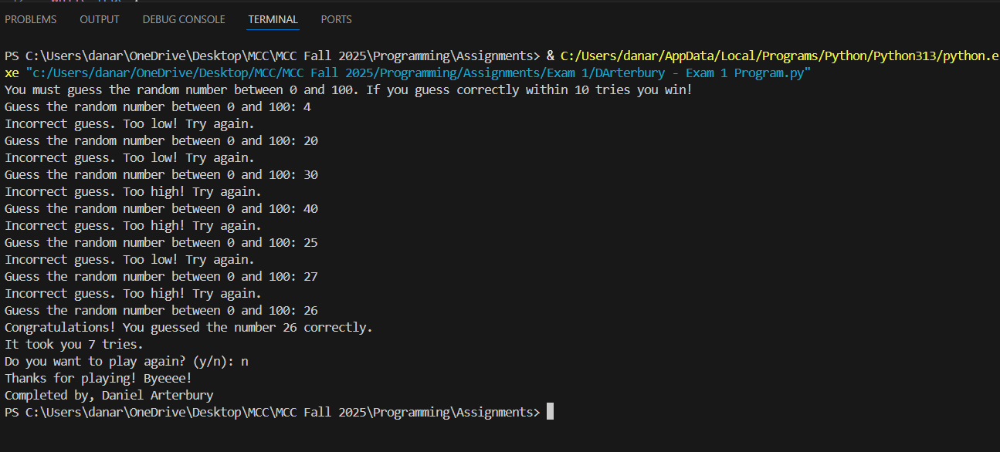 PROBLEMS OUTPUT DEBUG CONSOLE TERMINAL PORTS
PS C:\Users\danar\OneDrive\Desktop\MCC\MCC Fall 2025\Programming\Assignments> & C:/Users/danar/AppData/Local/Programs/Python/Python313/python.e
xe "c:/Users/danar/OneDrive/Desktop/MCC/MCC Fall 2025/Programming/Assignments/Exam 1/DArterbury - Exam 1 Program.py"
You must guess the random number between 0 and 100. If you guess correctly within 10 tries you win!
Guess the random number between 0 and 100: 4
Incorrect guess. Too low! Try again.
Guess the random number between 0 and 100: 20
Incorrect guess. Too low! Try again.
Guess the random number between 0 and 100: 30
Incorrect guess. Too high! Try again.
Guess the random number between 0 and 100: 40
Incorrect guess. Too high! Try again.
Guess the random number between 0 and 100: 25
Incorrect guess. Too low! Try again.
Guess the random number between 0 and 100: 27
Incorrect guess. Too high! Try again.
Guess the random number between 0 and 100: 26
Congratulations! You guessed the number 26 correctly.
It took you 7 tries.
Do you want to play again? (y/n): n
Thanks for playing! Byeeee!
Completed by, Daniel Arterbury
PS C:\Users\danar\OneDrive\Desktop\MCC\MCC Fall 2025\Programming\Assignments>